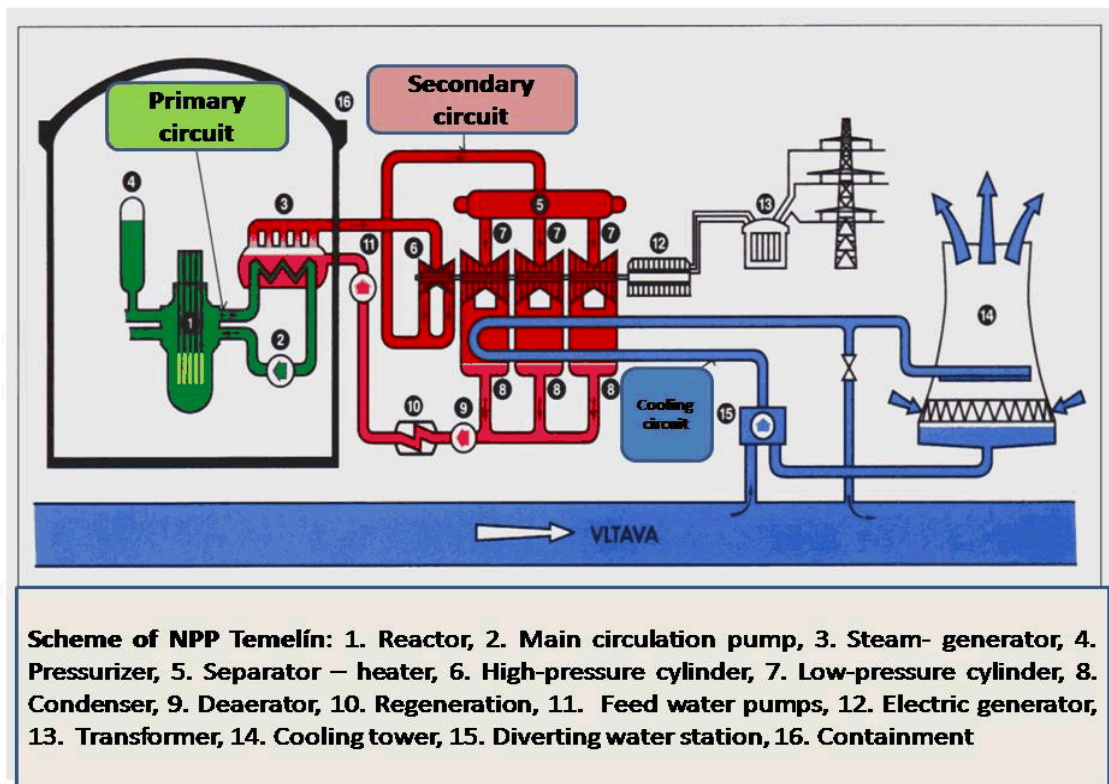 Primary
circuit
Secondary
circuit
16
4
3
5
13
11
6
7
7
7
12
14
1
2
8
8
8
Cooling
circuit
15
10
9
VLTAVA
Scheme of NPP Temelín: 1. Reactor, 2. Main circulation pump, 3. Steam- generator, 4.
Pressurizer, 5. Separator – heater, 6. High-pressure cylinder, 7. Low-pressure cylinder, 8.
Condenser, 9. Deaerator, 10. Regeneration, 11. Feed water pumps, 12. Electric generator,
13. Transformer, 14. Cooling tower, 15. Diverting water station, 16. Containment